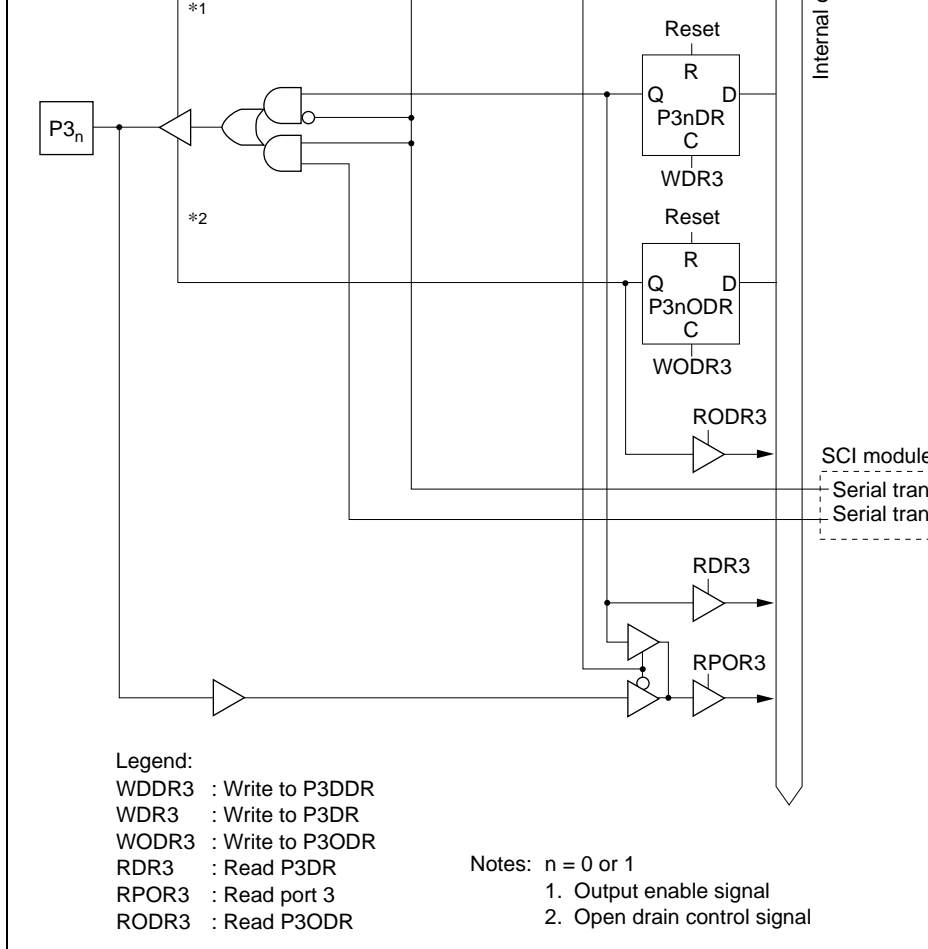 *1
Internal
Reset
R
Q D
P3nDR
C
WDR3
P3n
*2
Reset
R
Q D
P3nODR
C
WODR3
RODR3
SCI module
Serial
Serial
RDR3
RPOR3
Legend:
WDDR3 : Write to P3DDR
WDR3 : Write to P3DR
WODR3 : Write to P3ODR
RDR3 : Read P3DR
RPOR3 : Read port 3
RODR3 : Read P3ODR
Notes: n = 0 or 1
1. Output enable signal
2. Open drain control signal